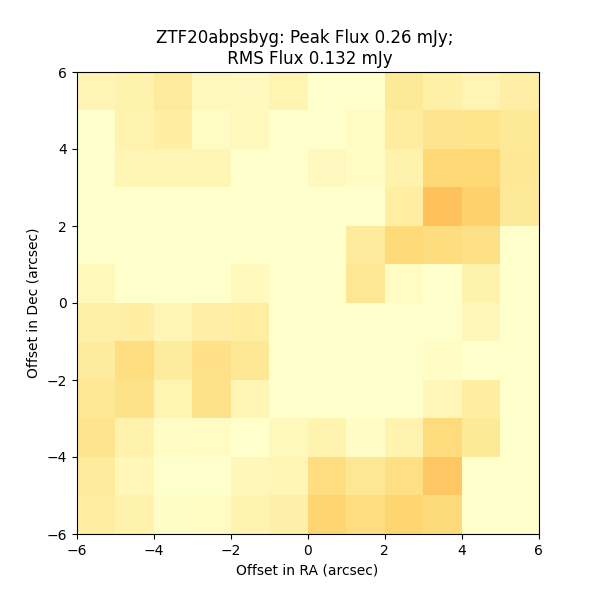 ZTF20abpsbyg: Peak Flux 0.26 mJy;
RMS Flux 0.132 mJy
6
4
2
0
−2
−4
−6
Offset in Dec (arcsec)
−6 −4 −2 0 2 4 6
Offset in RA (arcsec)